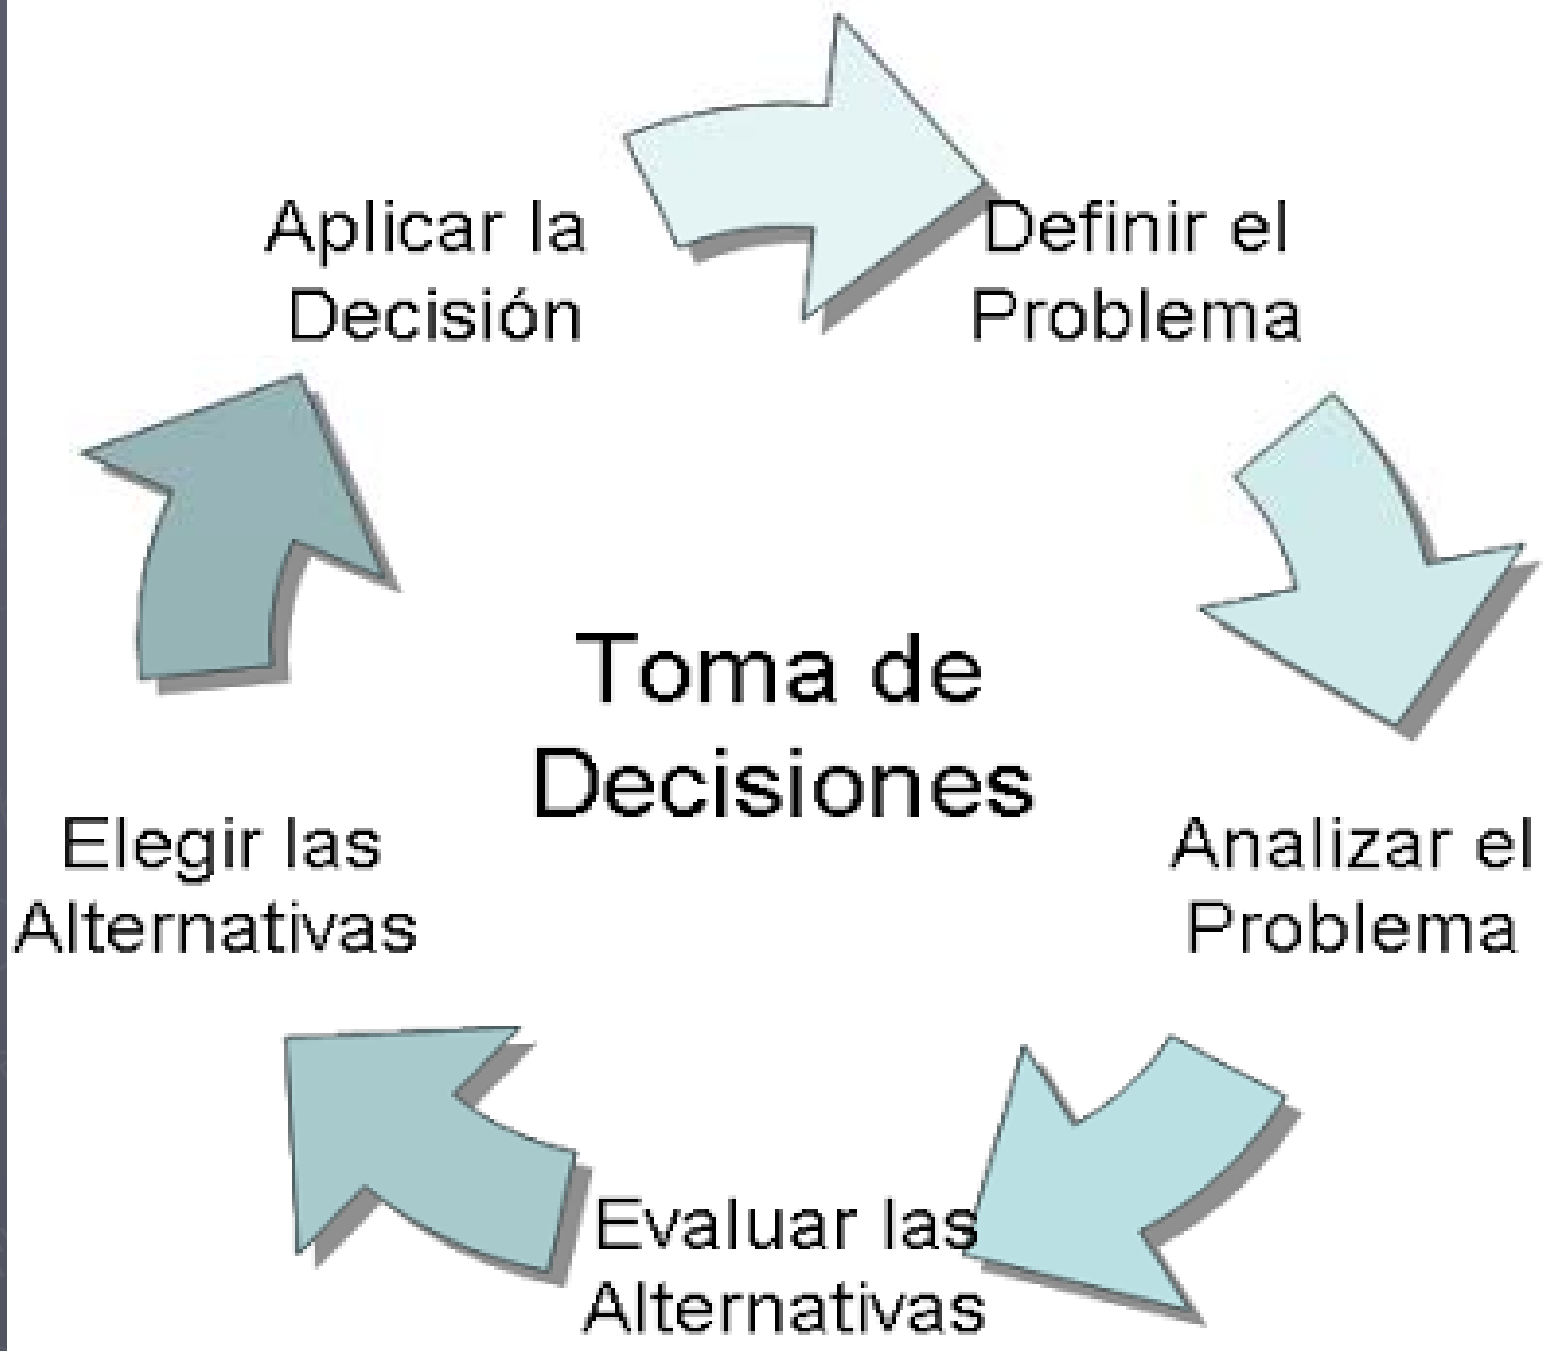 Aplicar la
Decisión
Definir el
Problema
Toma de
Decisiones
Elegir las
Alternativas
Analizar el
Problema
Evaluar las
Alternativas